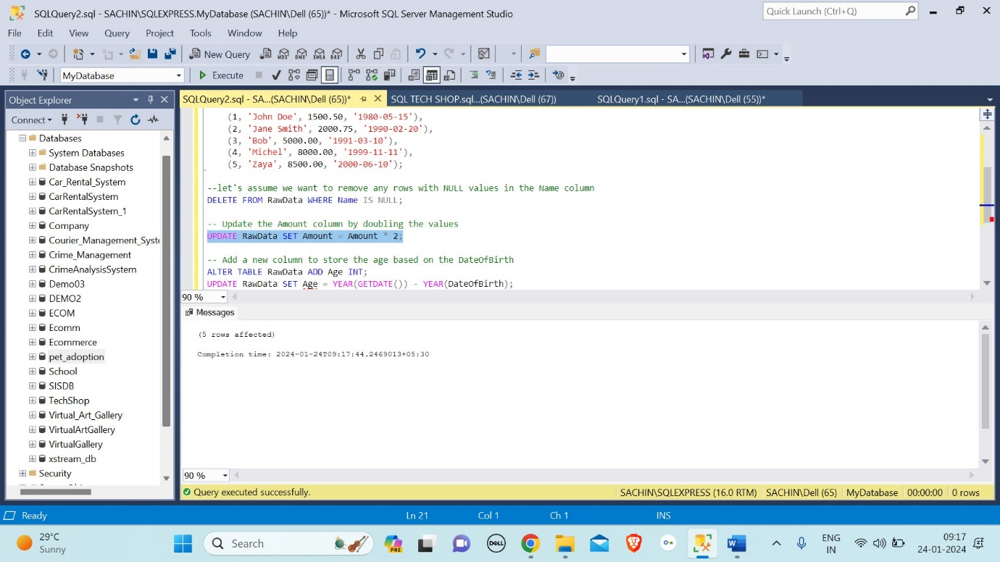 SQLQuery2.sql - SACHIN\SQLEXPRESS.MyDatabase (SACHIN\Dell (65))* - Microsoft SQL Server Management Studio
Quick Launch (Ctrl+Q)
File Edit View Query Project Tools Window Help
New Query
MDX DMX XMLA DAX
MyDatabase
Execute
Object Explorer
SQLQuery2.sql - SA...(SACHIN\Dell (65))*
SQL TECH SHOP.sql...(SACHIN\Dell (67))
SQLQuery1.sql - SA...(SACHIN\Dell (55))*
Connect
Databases
System Databases
Database Snapshots
Car_Rental_System
CarRentalSystem
CarRentalSystem_1
Company
Courier_Management_Syst
Crime_Management
CrimeAnalysisSystem
Demo03
DEMO2
ECOM
Ecomm
Ecommerce
pet_adoption
School
SISDB
TechShop
Virtual_Art_Gallery
VirtualArtGallery
VirtualGallery
xstream_db
Security
(1, 'John Doe', 1500.50, '1980-05-15'),
(2, 'Jane Smith', 2000.75, '1990-02-20'),
(3, 'Bob', 5000.00, '1991-03-10'),
(4, 'Michel', 8000.00, '1999-11-11'),
(5, 'Zaya', 8500.00, '2000-06-10');
--let's assume we want to remove any rows with NULL values in the Name column
DELETE FROM RawData WHERE Name IS NULL;
-- Update the Amount column by doubling the values
UPDATE RawData SET Amount = Amount * 2;
-- Add a new column to store the age based on the DateOfBirth
ALTER TABLE RawData ADD Age INT;
UPDATE RawData SET Age = YEAR(GETDATE()) - YEAR(DateOfBirth);
90 %
Messages
(5 rows affected)
Completion time: 2024-01-24T09:17:44.2469013+05:30
90 %
Query executed successfully.
SACHIN\SQLEXPRESS (16.0 RTM) SACHIN\Dell (65) MyDatabase 00:00:00 0 rows
Ready
Ln 21
Col 1
Ch 1
INS
29°C
Sunny
Search
PRE
DELL
ENG
IN
09:17
24-01-2024